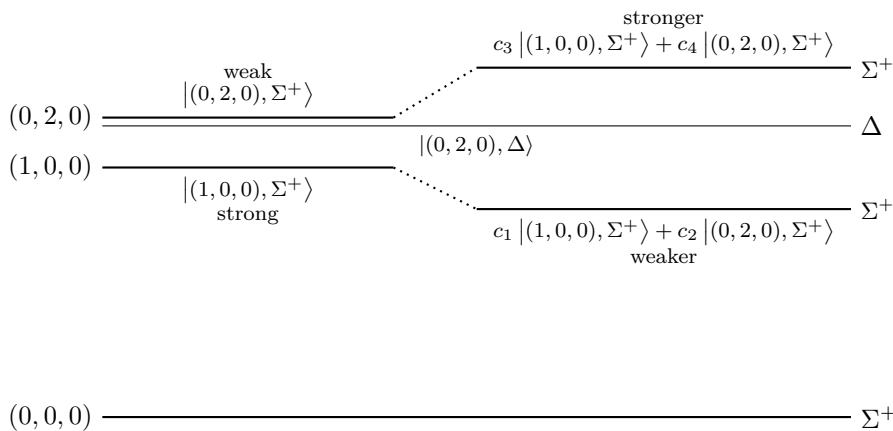 stronger
c₃ |(1, 0, 0), Σ⁺⟩ + c₄ |(0, 2, 0), Σ⁺⟩
weak
Σ⁺
|(0, 2, 0), Σ⁺⟩
(0, 2, 0)
Δ
|(0, 2, 0), Δ⟩
(1, 0, 0)
|(1, 0, 0), Σ⁺⟩
strong
Σ⁺
c₁ |(1, 0, 0), Σ⁺⟩ + c₂ |(0, 2, 0), Σ⁺⟩
weaker
(0, 0, 0)
Σ⁺